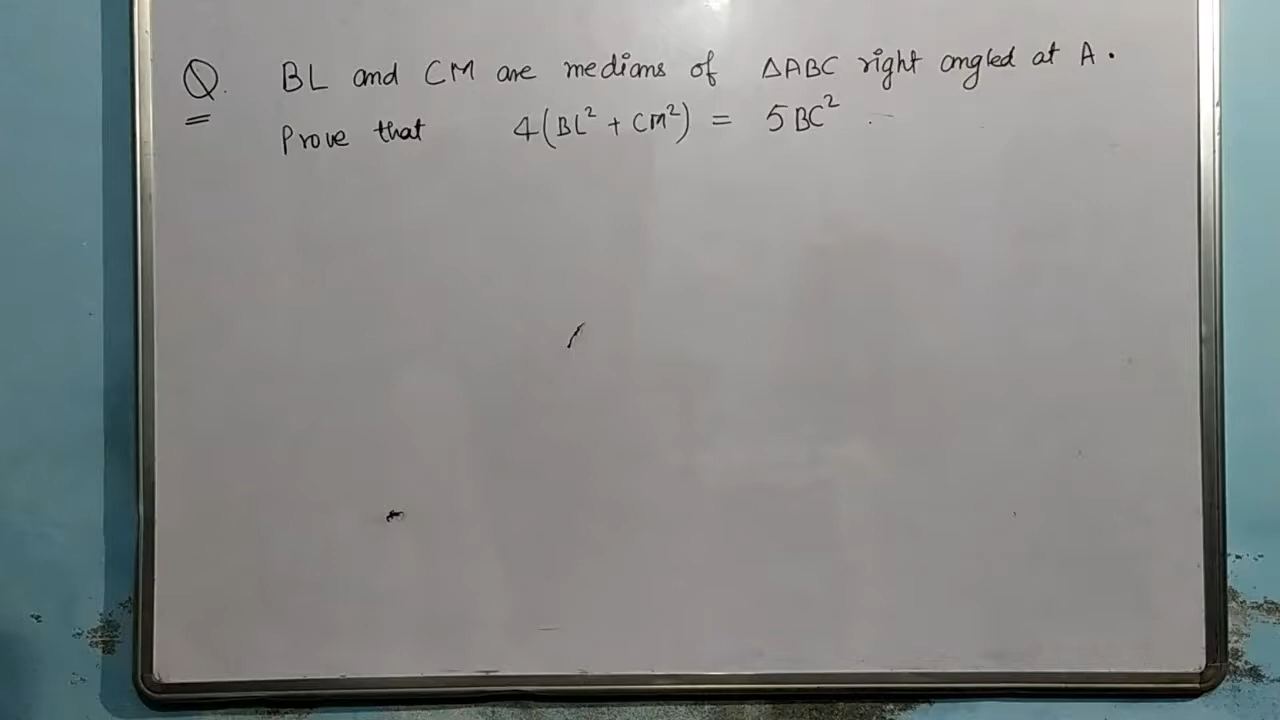 Q. BL and CM are medians of △ABC right angled at A.
Prove that 4(BL² + CM²) = 5BC².